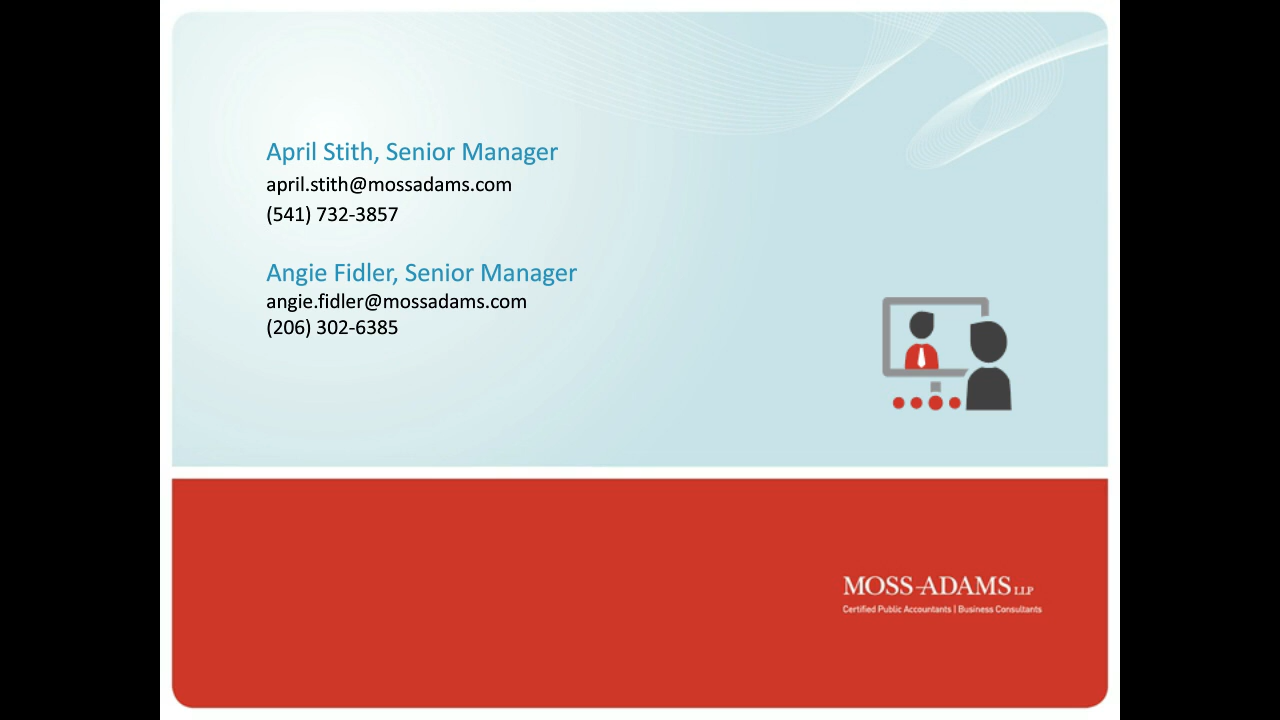 April Stith, Senior Manager
april.stith@mossadams.com
(541) 732-3857
Angie Fidler, Senior Manager
angie.fidler@mossadams.com
(206) 302-6385
MOSS-ADAMS LLP
Certified Public Accountants | Business Consultants